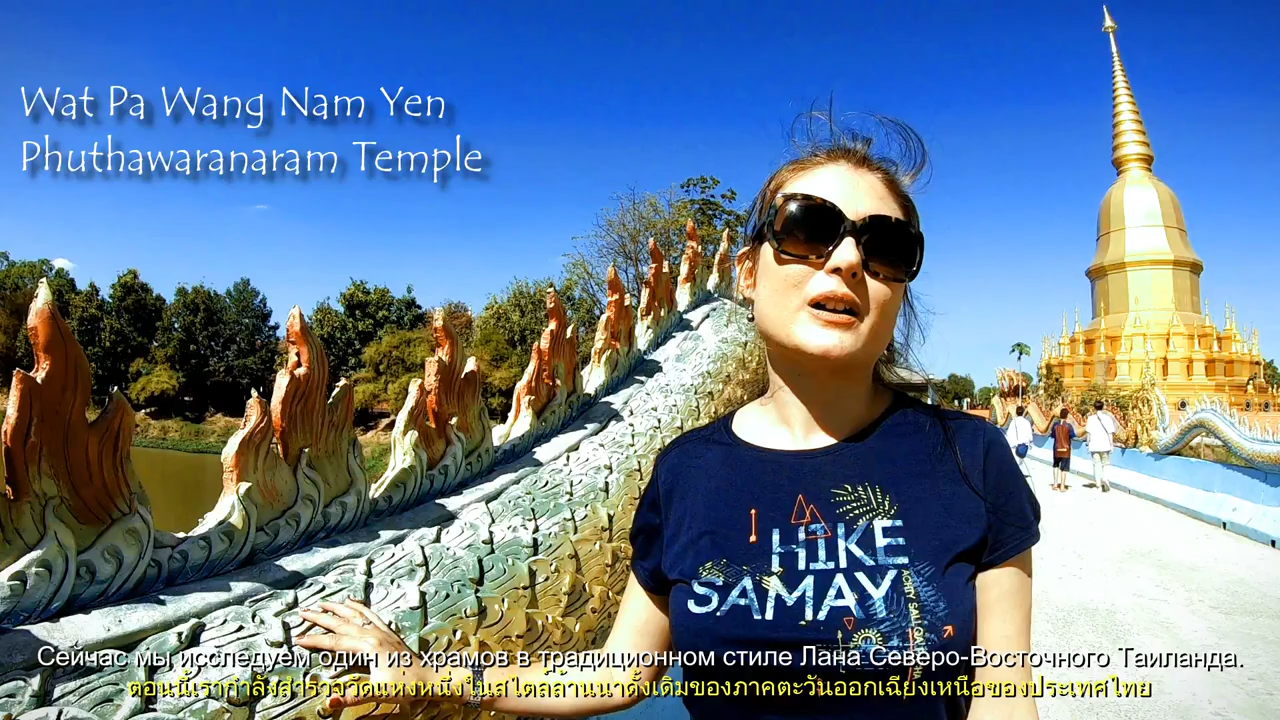 Wat Pa Wang Nam Yen
Phuthawaranaram Temple
HIKE
SAMAY
Сейчас мы исследуем один из храмов в традиционном стиле Лана Северо-Восточного Таиланда.
ตอนนี้เรากำลังสำรวจวัดแห่งหนึ่งในสไตล์ล้านนาดั้งเดิมของภาคตะวันออกเฉียงเหนือของประเทศไทย